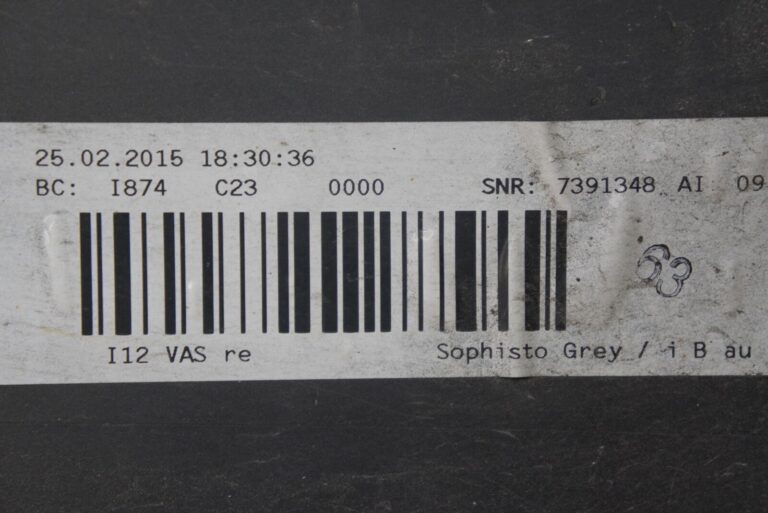 25.02.2015 18:30:36
BC: I874 C23 0000 SNR: 7391348 AI 09
63
I12 VAS re Sophisto Grey / i B au